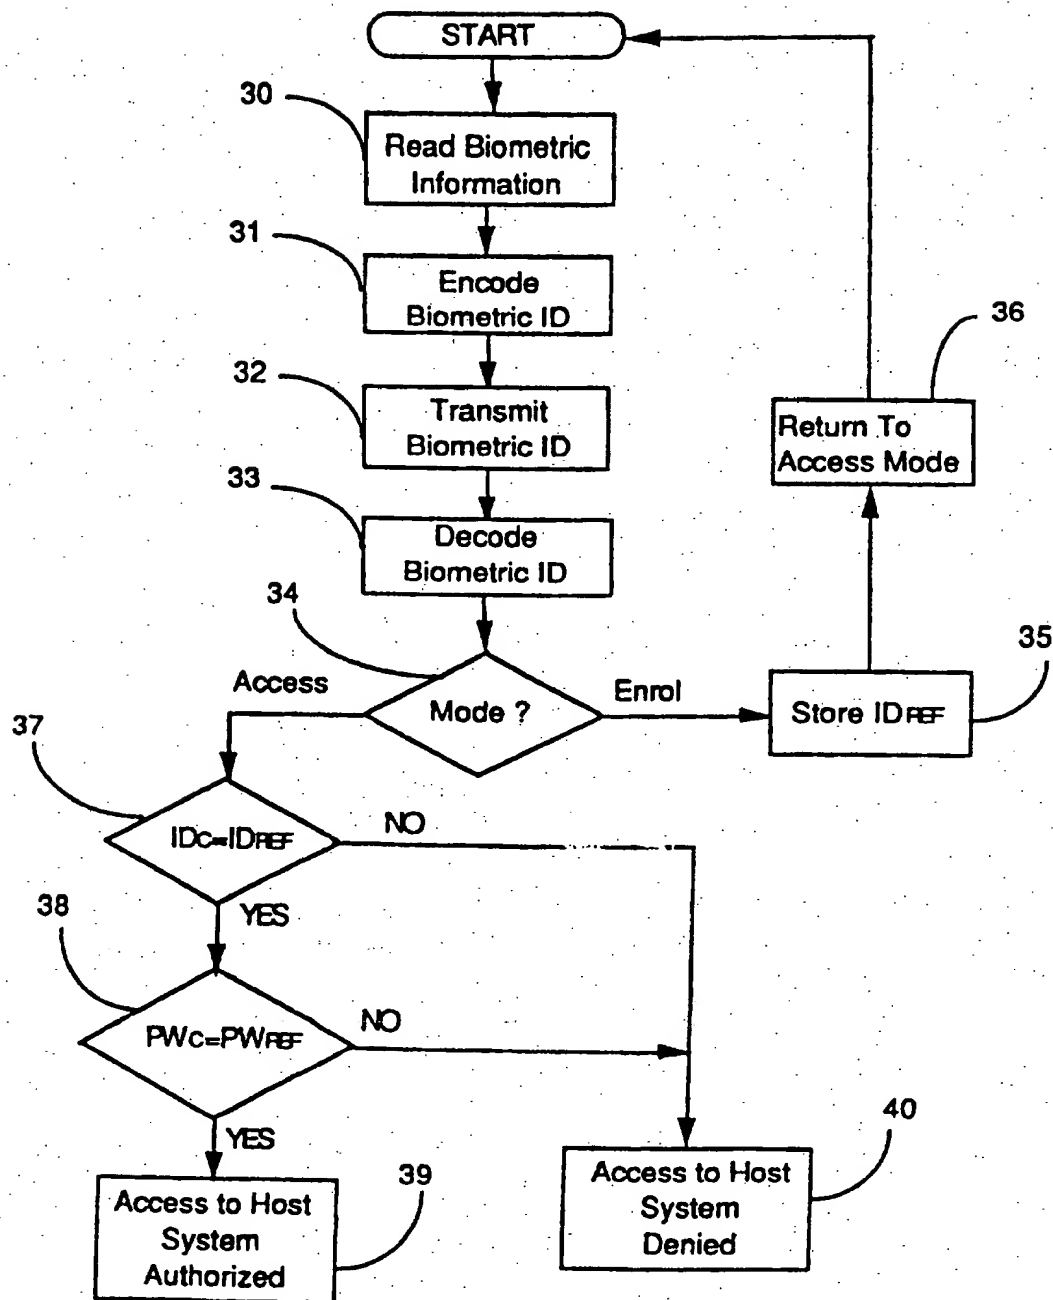 START
30
Read Biometric
Information
31
Encode
Biometric ID
32
Transmit
Biometric ID
33
Decode
Biometric ID
36
Return To
Access Mode
34
Mode ?
Access
Enrol
35
Store IDREF
37
IDC=IDREF
NO
YES
38
PWC=PWREF
NO
YES
39
Access to Host
System
Authorized
40
Access to Host
System
Denied